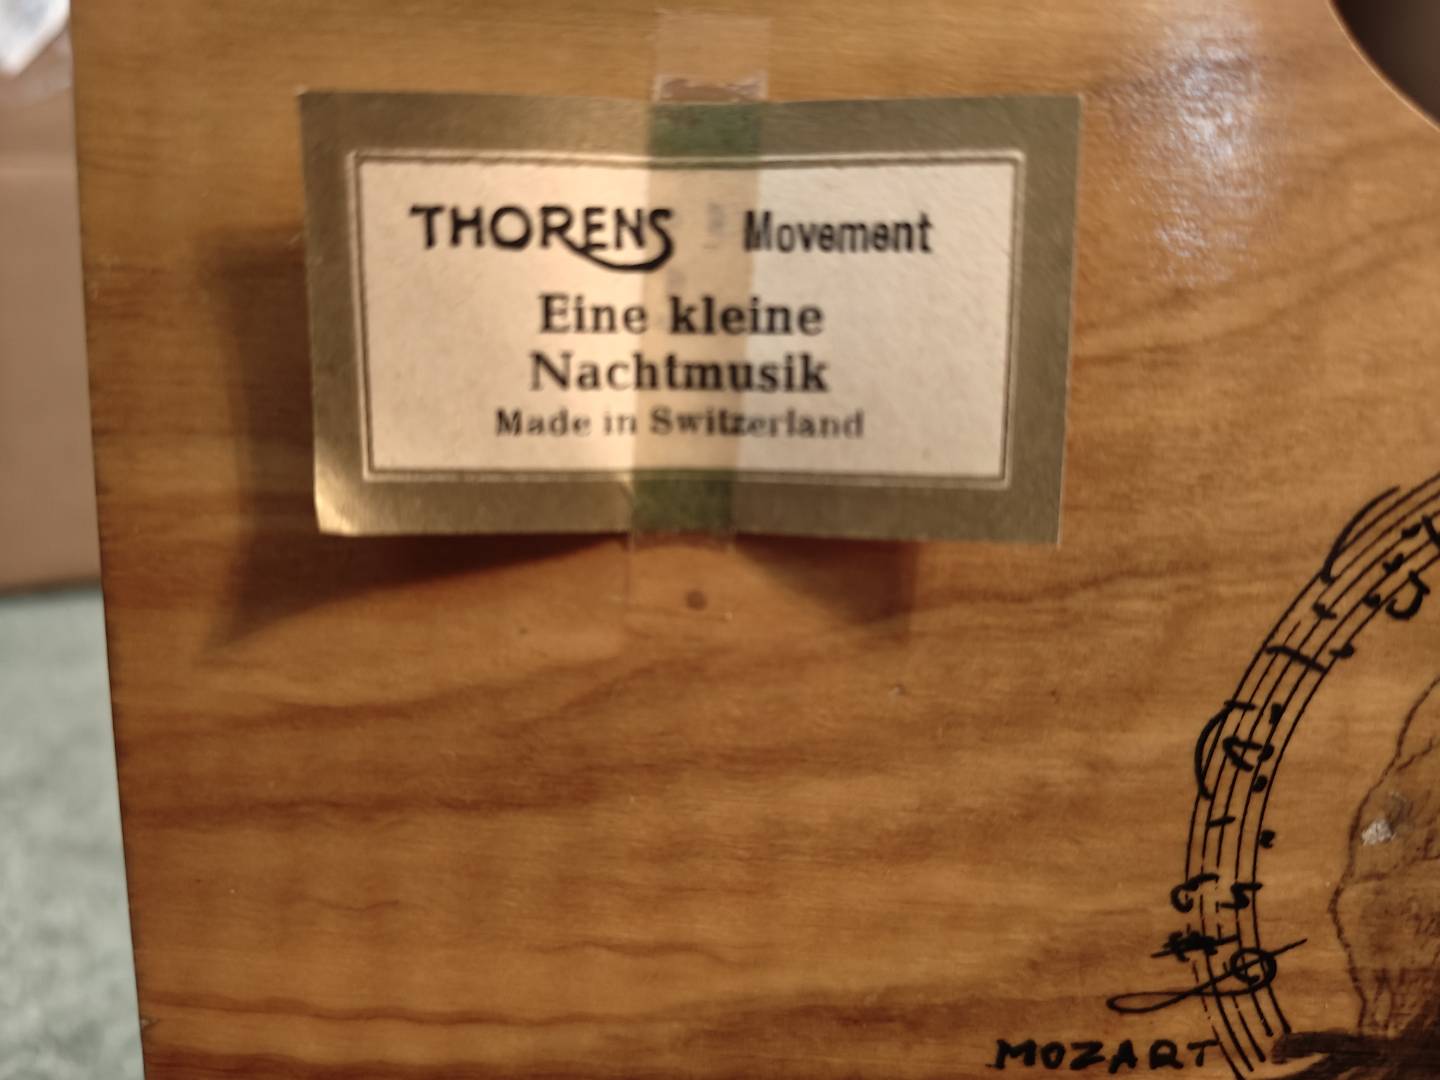 THORENS Movement
Eine kleine
Nachtmusik
Made in Switzerland
MOZART